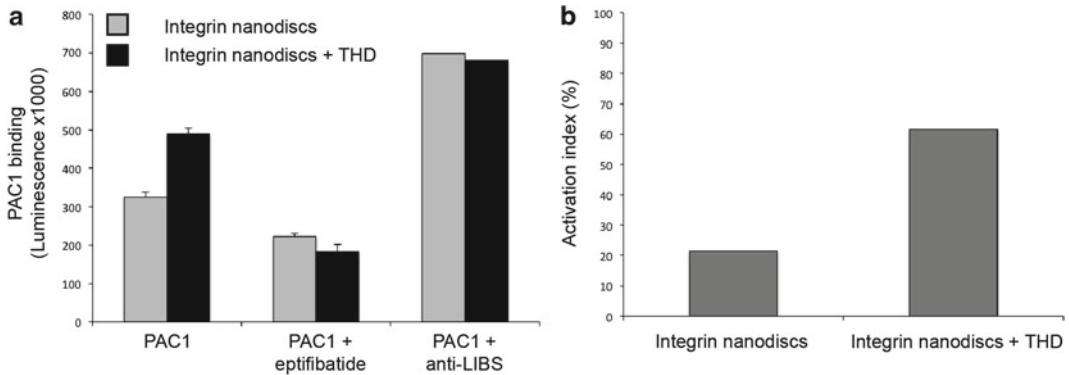 a
Integrin nanodiscs
Integrin nanodiscs + THD
PAC1 binding
(Luminescence x1000)
800
700
600
500
400
300
200
100
0
PAC1
PAC1 +
eptifibatide
PAC1 +
anti-LIBS
b
Activation index (%)
100
90
80
70
60
50
40
30
20
10
0
Integrin nanodiscs
Integrin nanodiscs + THD